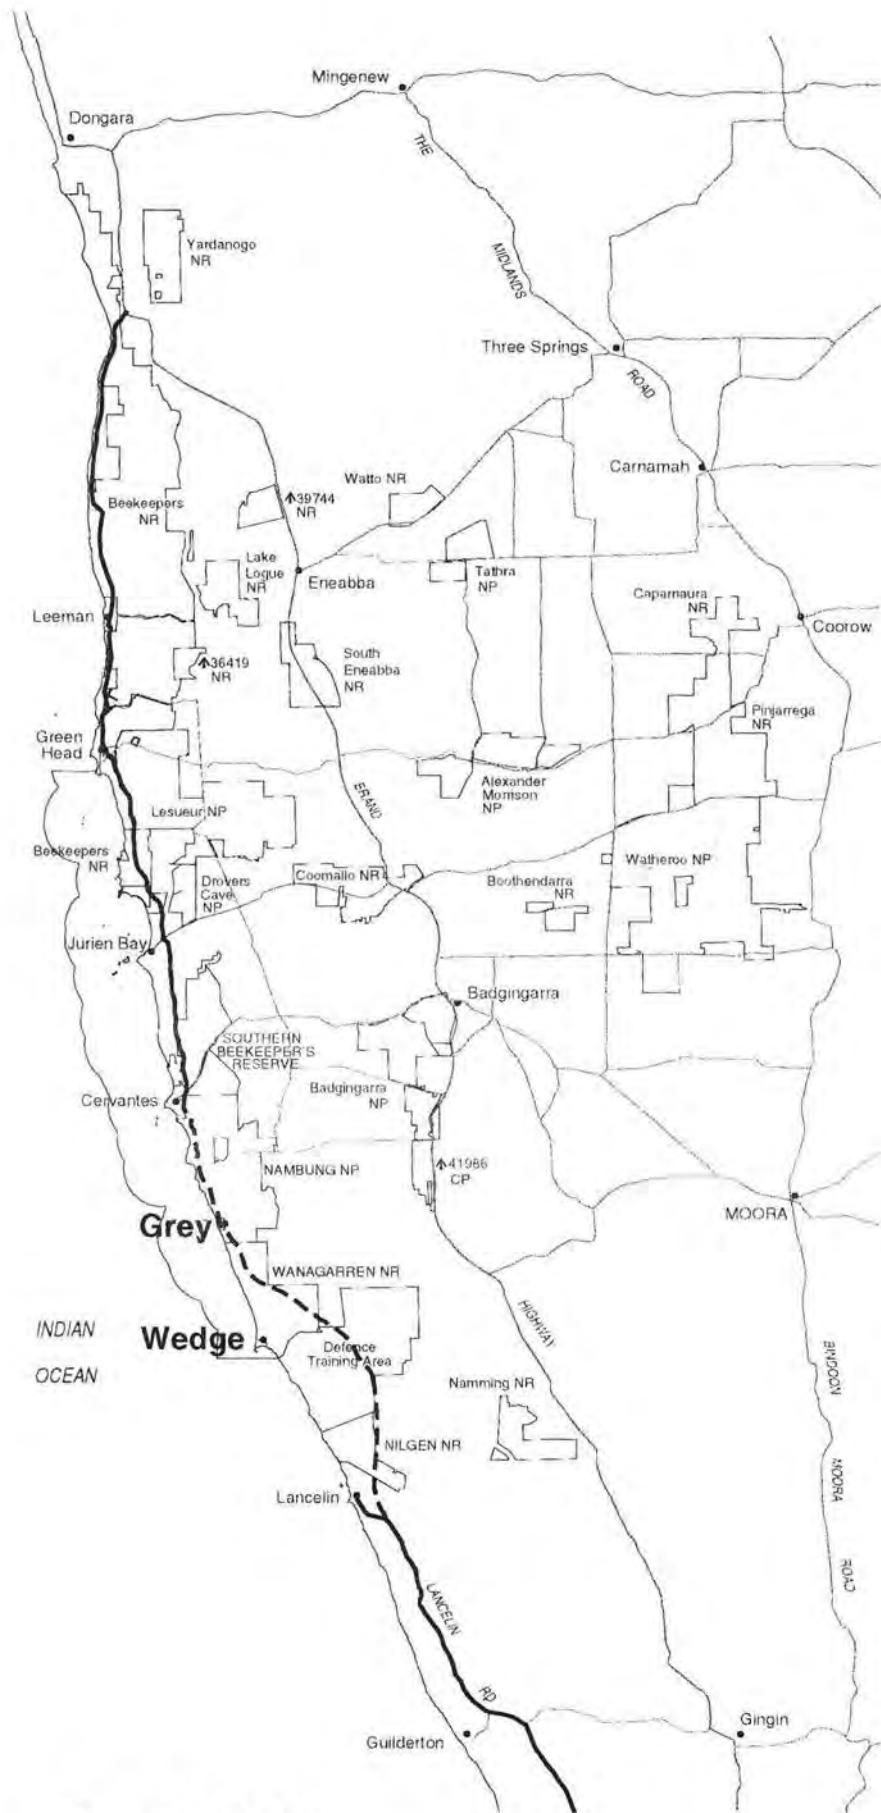 Mingenew
Dongara
THE
Yardanogo
NR
MIDLANDS
Three Springs
ROAD
Carnamah
Watto NR
39744
NR
Beekeepers
NR
Lake
Logue
NR
Eneabba
Tathra
NP
Caparnaura
NR
Leeman
Coorow
36419
NR
South
Eneabba
NR
Pinjarrega
NR
Green
Head
Alexander
Morrison
NP
ERAND
Lesueur NP
Beekeepers
NR
Drovers
Cave
NP
Coomallo NR
Boothendarra
NR
Watheroo NP
Jurien Bay
Badgingarra
SOUTHERN
BEEKEEPER'S
RESERVE
Cervantes
Badgingarra
NP
NAMBUNG NP
41986
CP
MOORA
Grey
WANAGARREN NR
INDIAN
OCEAN
Wedge
HIGHWAY
Defence
Training Area
BINDOON
Namming NR
NILGEN NR
MOORA
Lancelin
ROAD
LANCELIN
RD
Gingin
Guilderton